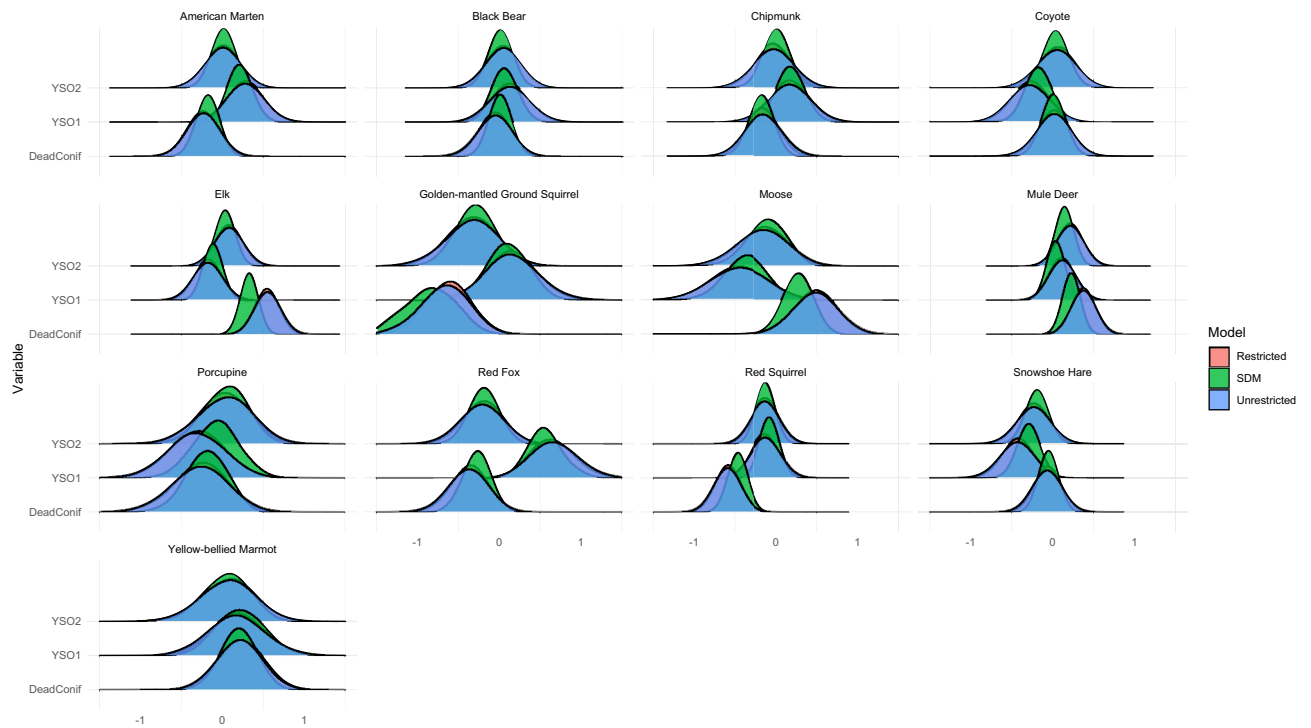 American Marten
Black Bear
Chipmunk
Coyote
YSO2
YSO1
DeadConif
Elk
Golden-mantled Ground Squirrel
Moose
Mule Deer
YSO2
YSO1
DeadConif
Variable
Model
Restricted
SDM
Unrestricted
Porcupine
Red Fox
Red Squirrel
Snowshoe Hare
YSO2
YSO1
DeadConif
-1 0 1
-1 0 1
-1 0 1
Yellow-bellied Marmot
YSO2
YSO1
DeadConif
-1 0 1